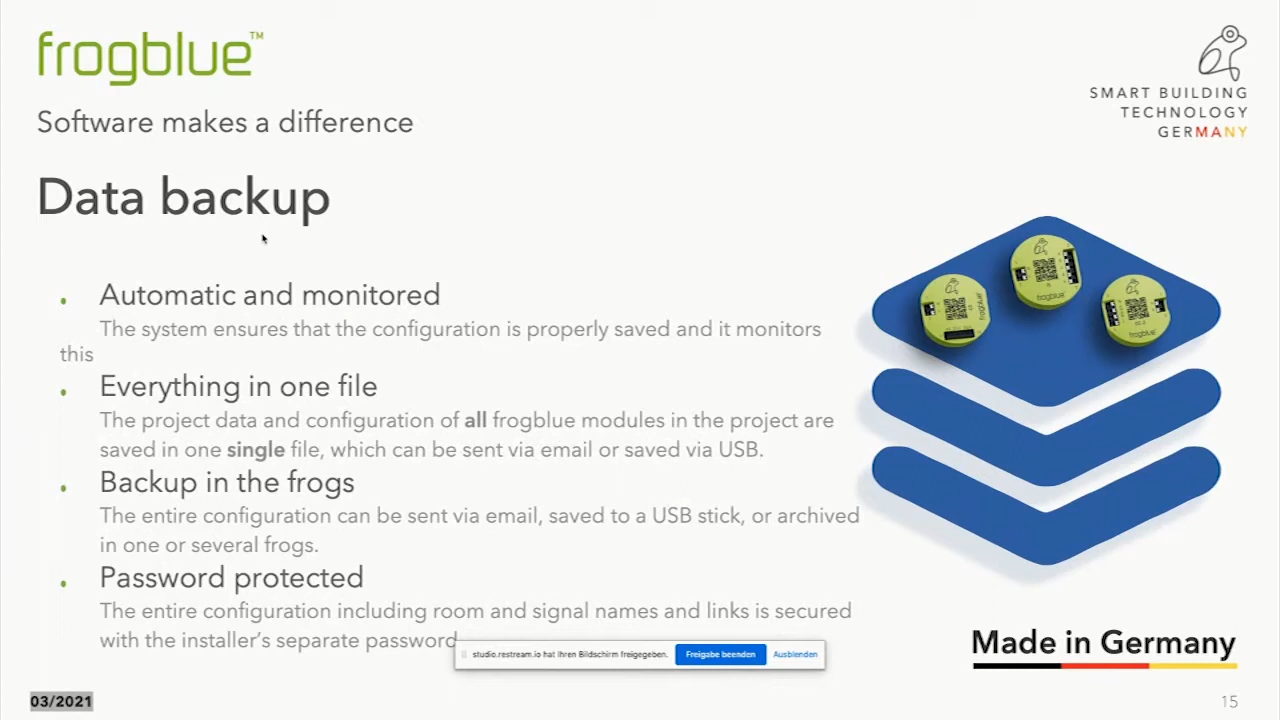 frogblue™
SMART BUILDING
TECHNOLOGY
GERMANY
Software makes a difference
Data backup
Automatic and monitored
The system ensures that the configuration is properly saved and it monitors
this
Everything in one file
The project data and configuration of all frogblue modules in the project are
saved in one single file, which can be sent via email or saved via USB.
Backup in the frogs
The entire configuration can be sent via email, saved to a USB stick, or archived
in one or several frogs.
Password protected
The entire configuration including room and signal names and links is secured
with the installer's separate password
frogblue
frogblue
frogblue
studio.restream.io hat Ihren Bildschirm freigegeben. Freigabe beenden Ausblenden
Made in Germany
03/2021
15